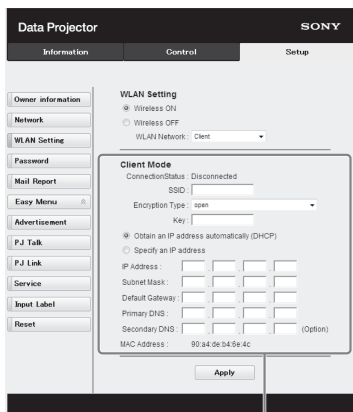 Data Projector
SONY
Information
Control
Setup
Owner information
Network
WLAN Setting
Password
Mail Report
Easy Menu
Advertisement
PJ Talk
PJ Link
Service
Input Label
Reset
WLAN Setting
Wireless ON
Wireless OFF
WLAN Network : Client
Client Mode
ConnectionStatus : Disconnected
SSID :
Encryption Type : open
Key :
Obtain an IP address automatically (DHCP)
Specify an IP address
IP Address :
Subnet Mask :
Default Gateway :
Primary DNS :
Secondary DNS : (Option)
MAC Address : 90:a4:de:b4:6e:4c
Apply